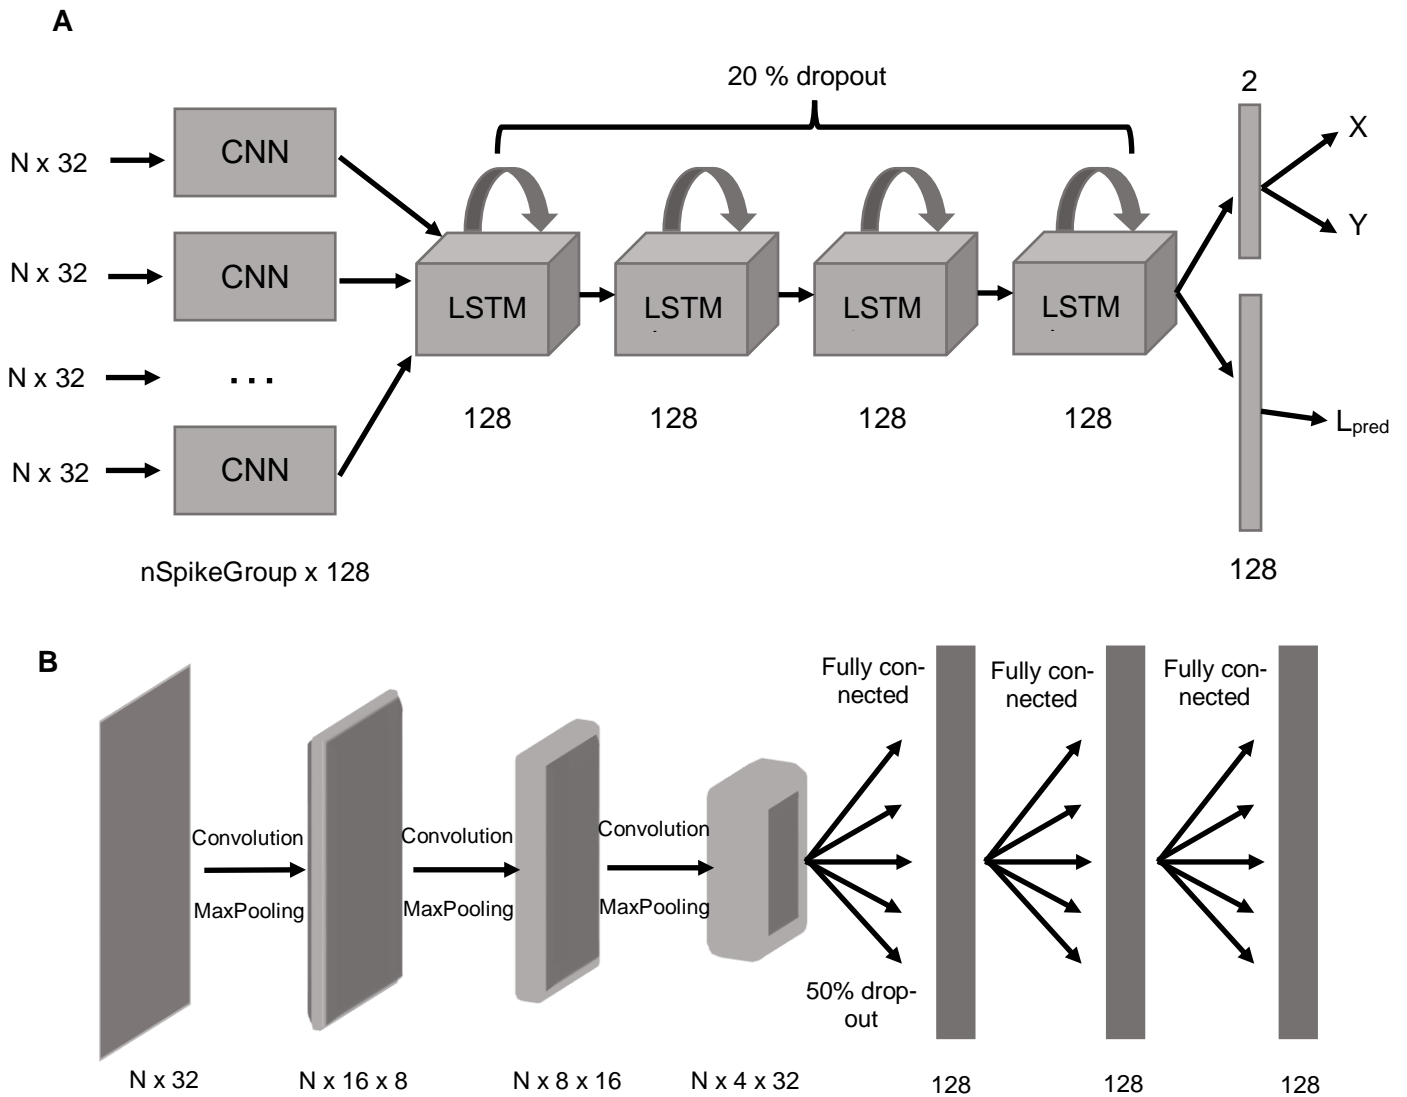 A
20 % dropout
2
N x 32
CNN
X
N x 32
CNN
Y
LSTM
LSTM
LSTM
LSTM
N x 32
...
128
128
128
128
L pred
N x 32
CNN
nSpikeGroup x 128
128
B
Fully con-
nected
Fully con-
nected
Fully con-
nected
Convolution
MaxPooling
Convolution
MaxPooling
Convolution
MaxPooling
50% drop-
out
N x 32
N x 16 x 8
N x 8 x 16
N x 4 x 32
128
128
128